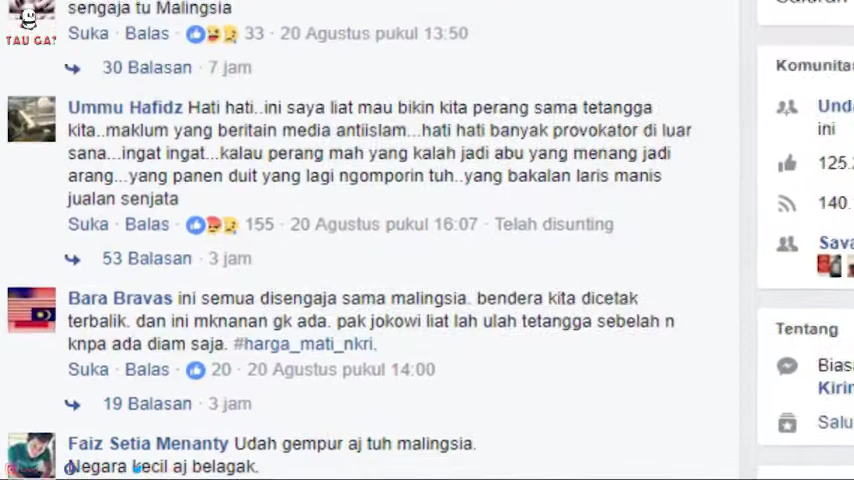 sengaja tu Malingsia
Suka · Balas · 33 · 20 Agustus pukul 13:50
TAU GA?
30 Balasan · 7 jam
Ummu Hafidz Hati hati..ini saya liat mau bikin kita perang sama tetangga
kita..maklum yang beritain media antiislam...hati hati banyak provokator di luar
sana...ingat ingat...kalau perang mah yang kalah jadi abu yang menang jadi
arang...yang panen duit yang lagi ngomporin tuh..yang bakalan laris manis
jualan senjata
Suka · Balas · 155 · 20 Agustus pukul 16:07 · Telah disunting
53 Balasan · 3 jam
Bara Bravas ini semua disengaja sama malingsia. bendera kita dicetak
terbalik. dan ini mknanan gk ada. pak jokowi liat lah ulah tetangga sebelah n
knpa ada diam saja. #harga_mati_nkri.
Suka · Balas · 20 · 20 Agustus pukul 14:00
19 Balasan · 3 jam
Faiz Setia Menanty Udah gempur aj tuh malingsia.
Negara kecil aj belagak.
Komunitas
Unda
ini
125.
140.
Sava
Tentang
Biasa
Kirin
Salu